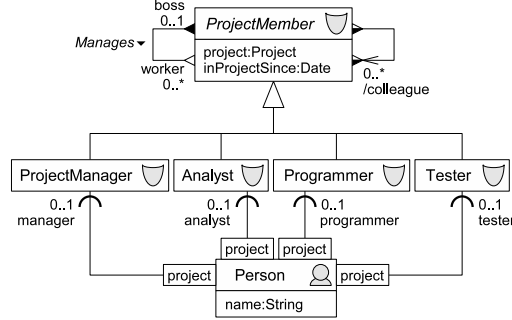 boss
0..1
ProjectMember
Manages
project:Project
inProjectSince:Date
worker
0..*
0..*
/colleague
ProjectManager
Analyst
Programmer
Tester
0..1
manager
0..1
analyst
0..1
programmer
0..1
tester
project
project
project
Person
project
name:String